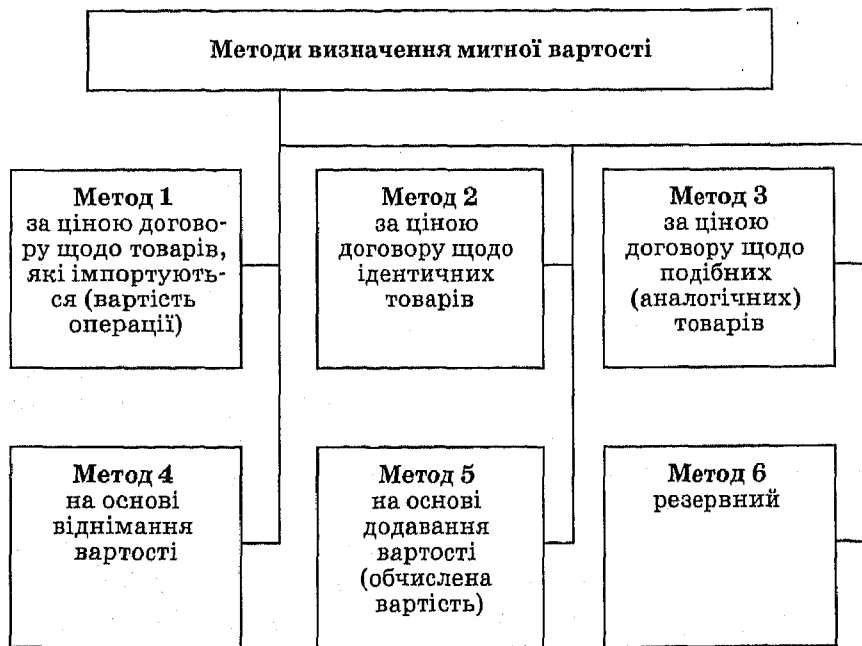 Методи визначення митної вартості
Метод 1
за ціною догово-
ру щодо товарів,
які імпортують-
ся (вартість
операції)
Метод 2
за ціною
договору щодо
ідентичних
товарів
Метод 3
за ціною
договору щодо
подібних
(аналогічних)
товарів
Метод 4
на основі
віднімання
вартості
Метод 5
на основі
додавання
вартості
(обчислена
вартість)
Метод 6
резервний